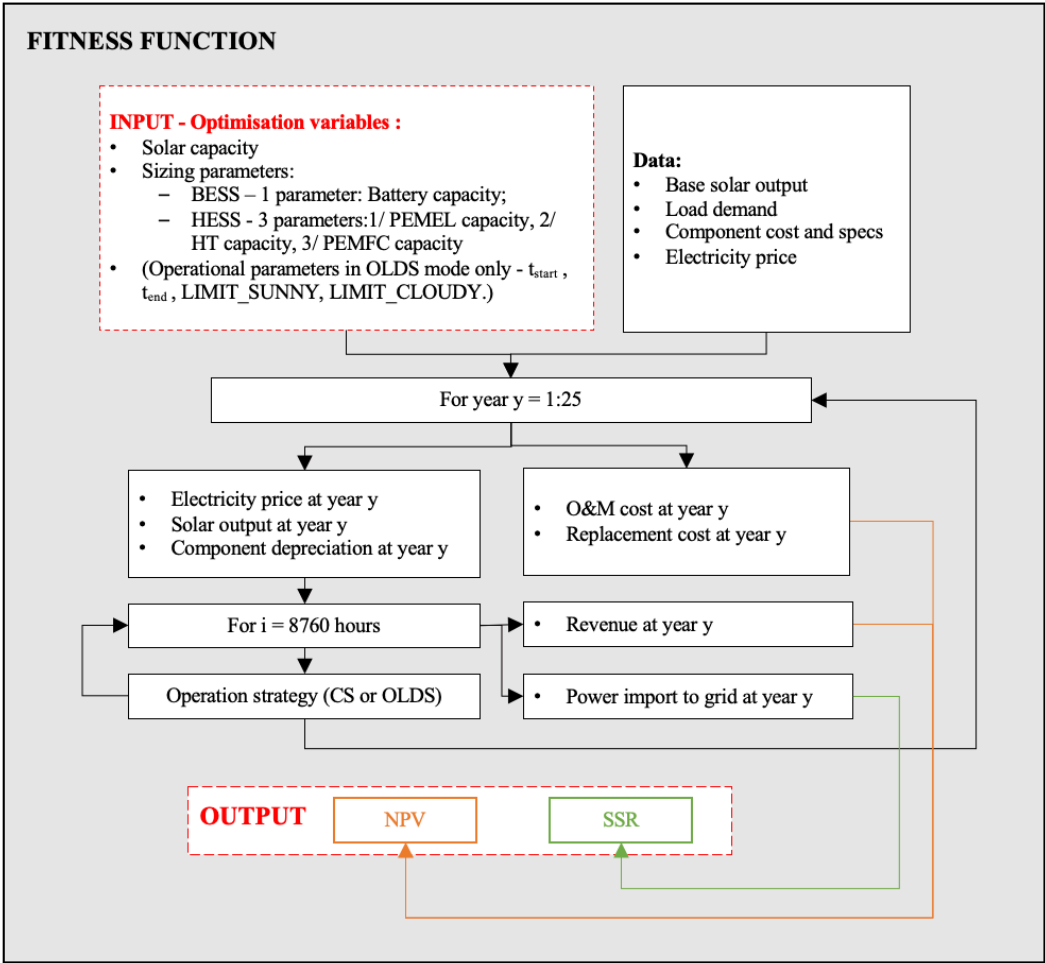 FITNESS FUNCTION
INPUT - Optimisation variables :
• Solar capacity
• Sizing parameters:
– BESS – 1 parameter: Battery capacity;
– HESS - 3 parameters:1/ PEMEL capacity, 2/
HT capacity, 3/ PEMFC capacity
• (Operational parameters in OLDS mode only - tstart ,
tend , LIMIT_SUNNY, LIMIT_CLOUDY.)
Data:
• Base solar output
• Load demand
• Component cost and specs
• Electricity price
For year y = 1:25
• Electricity price at year y
• Solar output at year y
• Component depreciation at year y
• O&M cost at year y
• Replacement cost at year y
For i = 8760 hours
• Revenue at year y
Operation strategy (CS or OLDS)
• Power import to grid at year y
OUTPUT
NPV
SSR